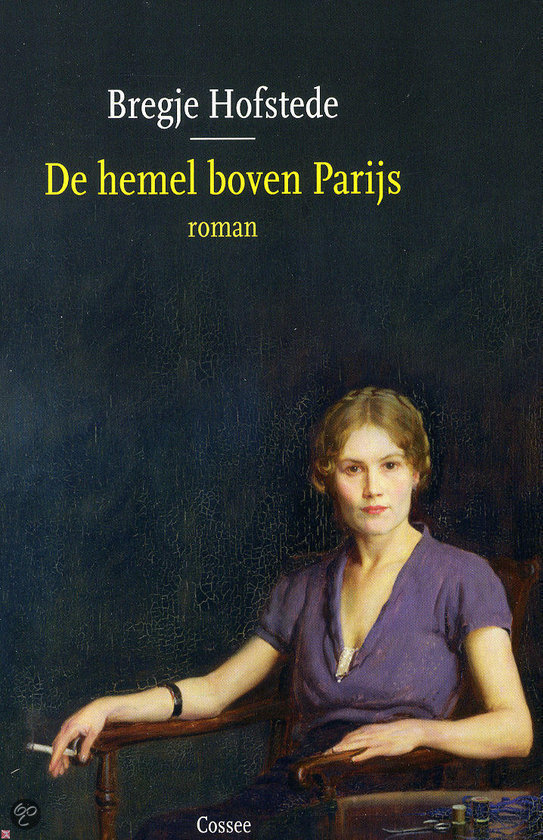 Bregje Hofstede
De hemel boven Parijs
roman
Cossee